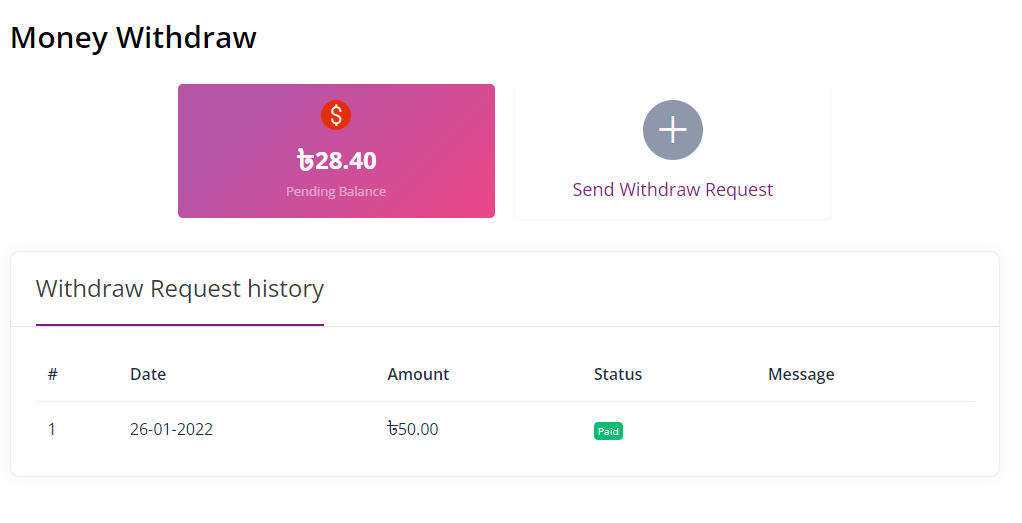 Money Withdraw
$
৳28.40
Pending Balance
Send Withdraw Request
Withdraw Request history
# Date Amount Status Message
1 26-01-2022 ৳50.00 Paid